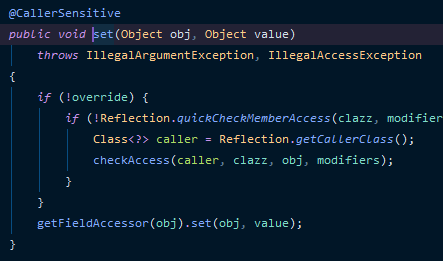 @CallerSensitive
public void set(Object obj, Object value)
    throws IllegalArgumentException, IllegalAccessException
{
    if (!override) {
        if (!Reflection.quickCheckMemberAccess(clazz, modifier
            Class<?> caller = Reflection.getCallerClass();
            checkAccess(caller, clazz, obj, modifiers);
        }
    }
    getFieldAccessor(obj).set(obj, value);
}